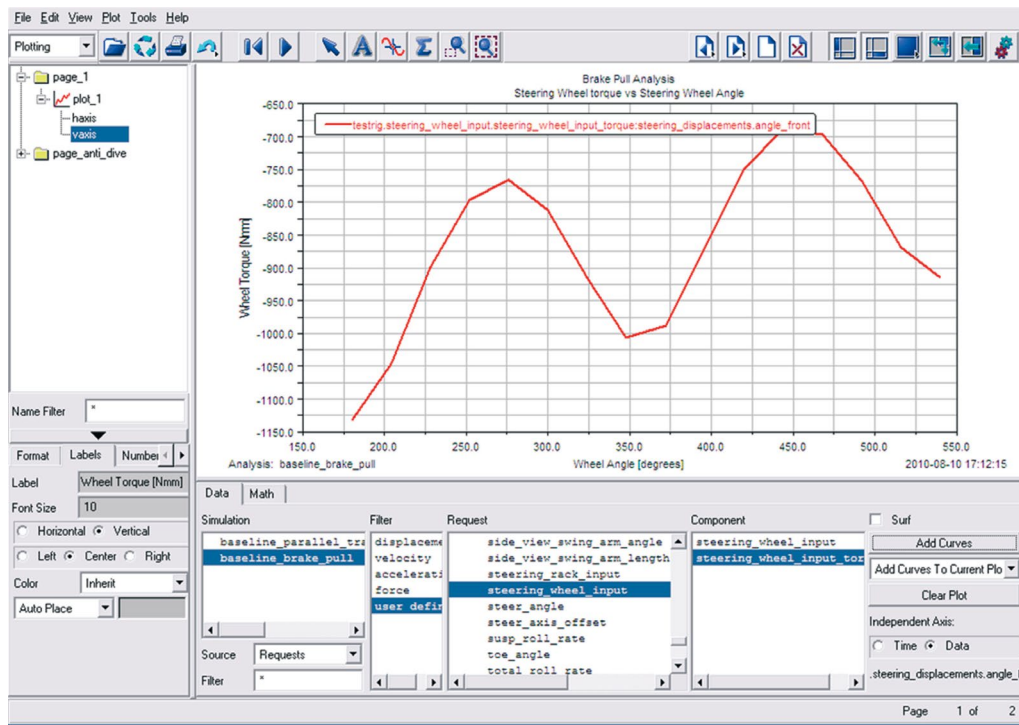 File Edit View Plot Tools Help
Plotting
page_1
plot_1
haxis
vaxis
page_anti_dive
Name Filter *
Format Labels Number
Label Wheel Torque [Nmm]
Font Size 10
Horizontal Vertical
Left Center Right
Color Inherit
Auto Place
Brake Pull Analysis
Steering Wheel torque vs Steering Wheel Angle
testrig.steering_wheel_input.steering_wheel_input_torque:steering_displacements.angle_front
Wheel Torque [Nmm]
-650.0
-700.0
-750.0
-800.0
-850.0
-900.0
-950.0
-1000.0
-1050.0
-1100.0
-1150.0
150.0 200.0 250.0 300.0 350.0 400.0 450.0 500.0 550.0
Analysis: baseline_brake_pull Wheel Angle [degrees] 2010-08-10 17:12:15
Data Math
Simulation
baseline_parallel_tra
baseline_brake_pull
Source Requests
Filter *
Filter
displaceme
velocity
accelerati
force
user defin
Request
side_view_swing_arm_angle
side_view_swing_arm_length
steering_rack_input
steering_wheel_input
steer_angle
steer_axis_offset
susp_roll_rate
toe_angle
total_roll_rate
Component
steering_wheel_input
steering_wheel_input_tor
Surf
Add Curves
Add Curves To Current Plo
Clear Plot
Independent Axis:
Time Data
.steering_displacements.angle_
Page 1 of 2